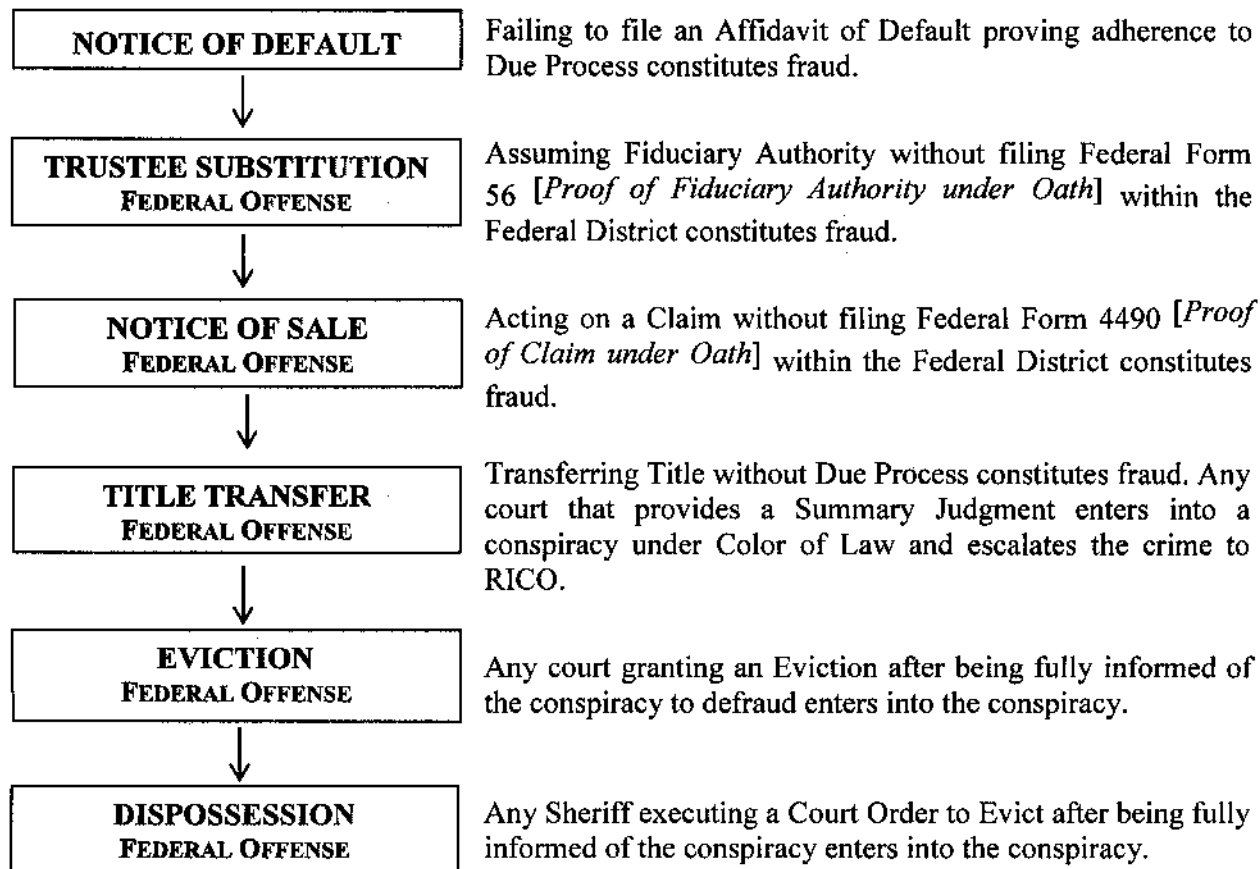 NOTICE OF DEFAULT
Failing to file an Affidavit of Default proving adherence to
Due Process constitutes fraud.
TRUSTEE SUBSTITUTION
FEDERAL OFFENSE
Assuming Fiduciary Authority without filing Federal Form
56 [Proof of Fiduciary Authority under Oath] within the
Federal District constitutes fraud.
NOTICE OF SALE
FEDERAL OFFENSE
Acting on a Claim without filing Federal Form 4490 [Proof
of Claim under Oath] within the Federal District constitutes
fraud.
TITLE TRANSFER
FEDERAL OFFENSE
Transferring Title without Due Process constitutes fraud. Any
court that provides a Summary Judgment enters into a
conspiracy under Color of Law and escalates the crime to
RICO.
EVICTION
FEDERAL OFFENSE
Any court granting an Eviction after being fully informed of
the conspiracy to defraud enters into the conspiracy.
DISPOSSESSION
FEDERAL OFFENSE
Any Sheriff executing a Court Order to Evict after being fully
informed of the conspiracy enters into the conspiracy.